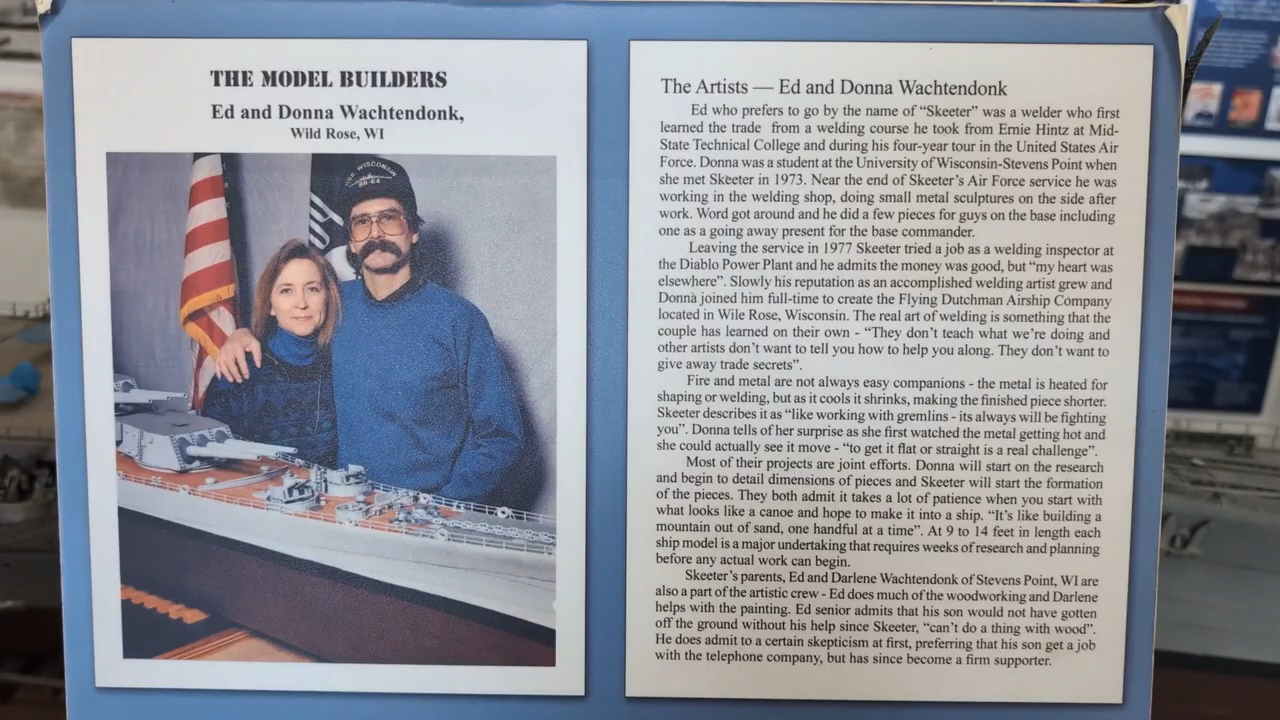 THE MODEL BUILDERS
Ed and Donna Wachtendonk,
Wild Rose, WI
USS WISCONSIN
BB-64
The Artists — Ed and Donna Wachtendonk
Ed who prefers to go by the name of “Skeeter” was a welder who first
learned the trade from a welding course he took from Ernie Hintz at Mid-
State Technical College and during his four-year tour in the United States Air
Force. Donna was a student at the University of Wisconsin-Stevens Point when
she met Skeeter in 1973. Near the end of Skeeter’s Air Force service he was
working in the welding shop, doing small metal sculptures on the side after
work. Word got around and he did a few pieces for guys on the base including
one as a going away present for the base commander.
Leaving the service in 1977 Skeeter tried a job as a welding inspector at
the Diablo Power Plant and he admits the money was good, but “my heart was
elsewhere”. Slowly his reputation as an accomplished welding artist grew and
Donna joined him full-time to create the Flying Dutchman Airship Company
located in Wile Rose, Wisconsin. The real art of welding is something that the
couple has learned on their own - “They don’t teach what we’re doing and
other artists don’t want to tell you how to help you along. They don’t want to
give away trade secrets”.
Fire and metal are not always easy companions - the metal is heated for
shaping or welding, but as it cools it shrinks, making the finished piece shorter.
Skeeter describes it as “like working with gremlins - its always will be fighting
you”. Donna tells of her surprise as she first watched the metal getting hot and
she could actually see it move - “to get it flat or straight is a real challenge”.
Most of their projects are joint efforts. Donna will start on the research
and begin to detail dimensions of pieces and Skeeter will start the formation
of the pieces. They both admit it takes a lot of patience when you start with
what looks like a canoe and hope to make it into a ship. “It’s like building a
mountain out of sand, one handful at a time”. At 9 to 14 feet in length each
ship model is a major undertaking that requires weeks of research and planning
before any actual work can begin.
Skeeter’s parents, Ed and Darlene Wachtendonk of Stevens Point, WI are
also a part of the artistic crew - Ed does much of the woodworking and Darlene
helps with the painting. Ed senior admits that his son would not have gotten
off the ground without his help since Skeeter, “can’t do a thing with wood”.
He does admit to a certain skepticism at first, preferring that his son get a job
with the telephone company, but has since become a firm supporter.